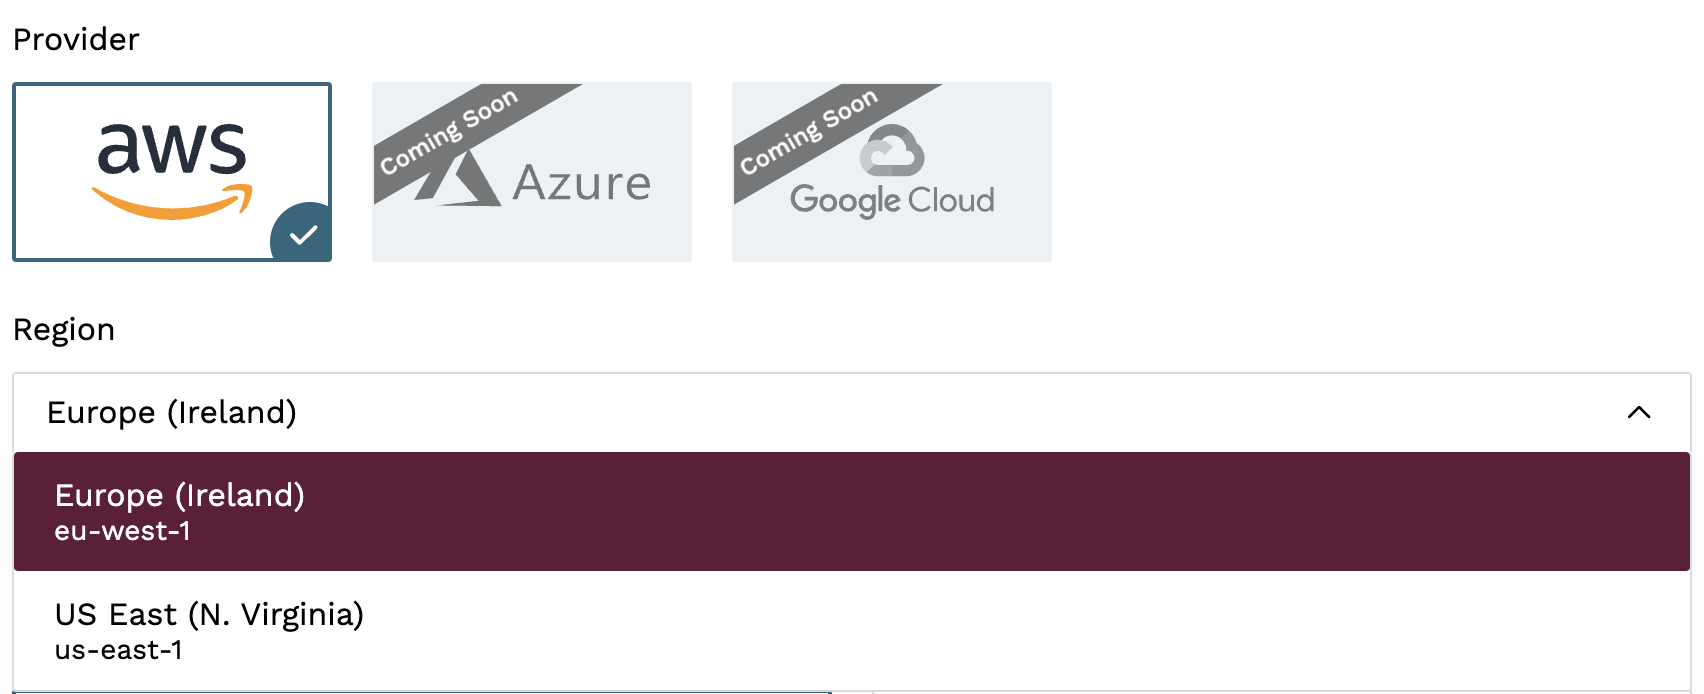 Provider
aws
Coming Soon
Azure
Coming Soon
Google Cloud
Region
Europe (Ireland)
Europe (Ireland)
eu-west-1
US East (N. Virginia)
us-east-1